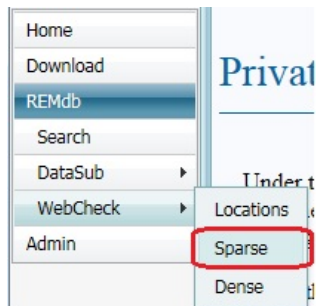 Home
Download
REMdb
Search
DataSub
WebCheck
Admin
Locations
Sparse
Dense
Privat
Under t